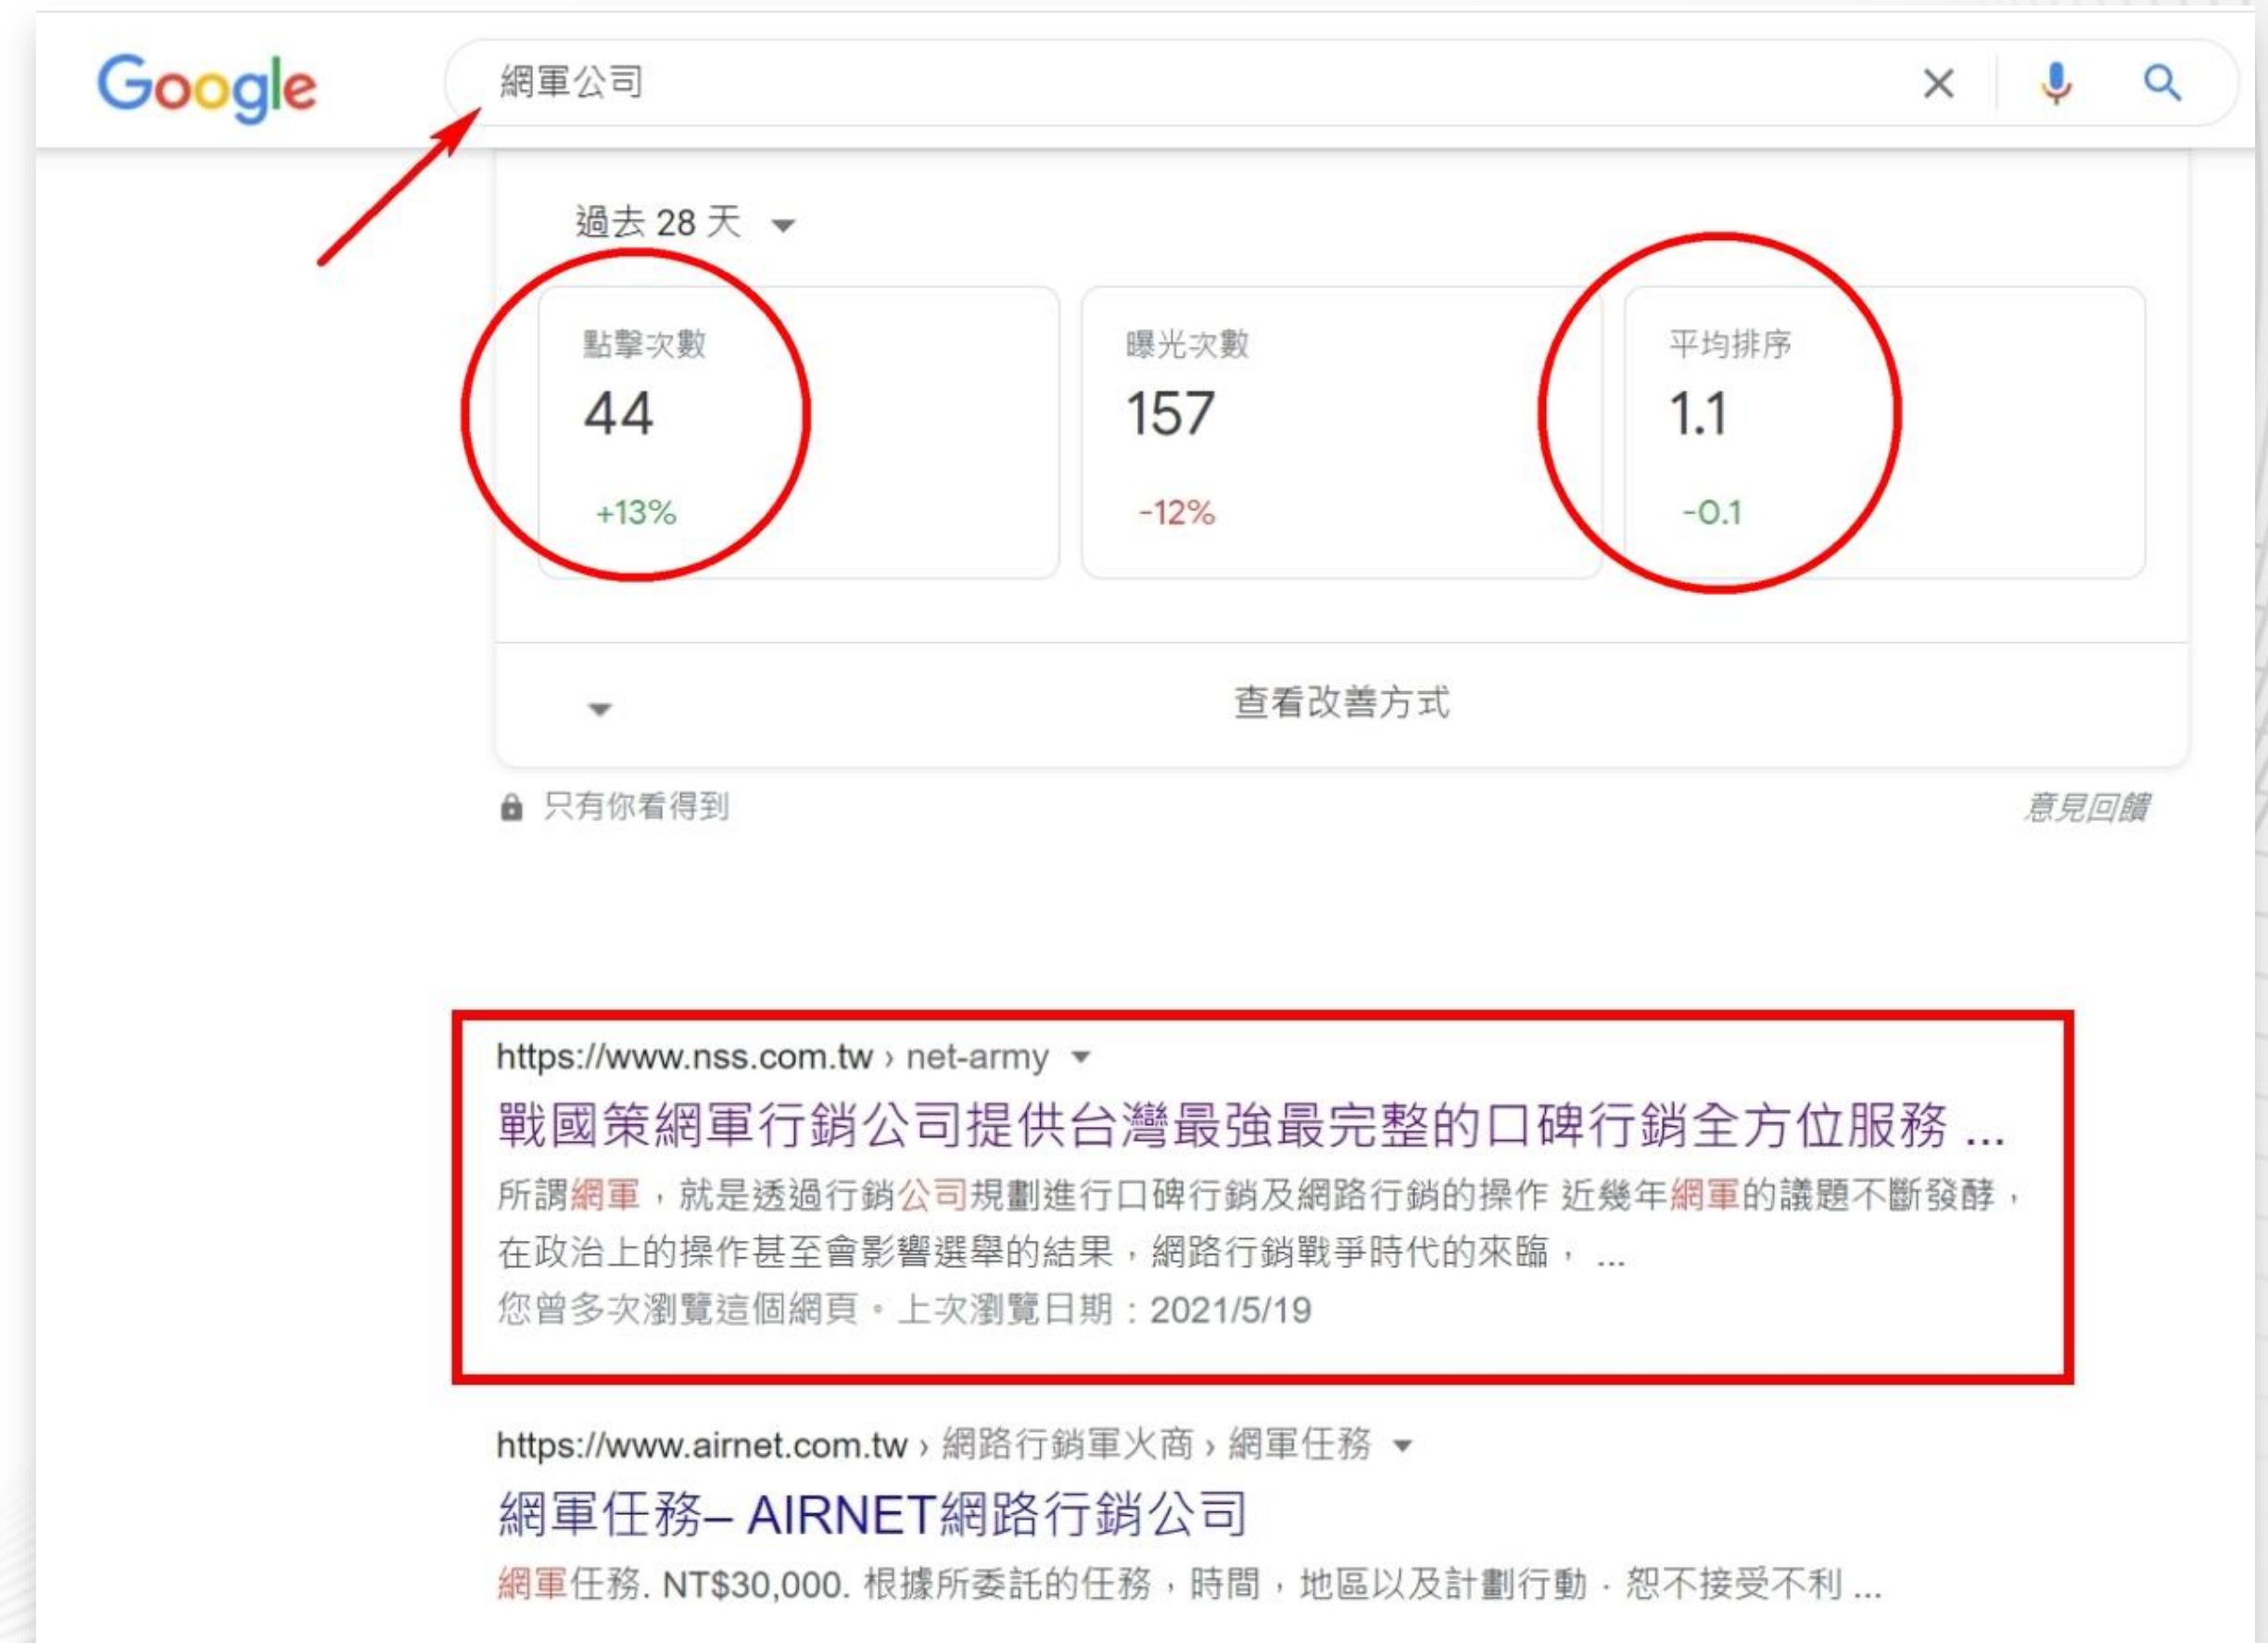 Google
網軍公司
過去 28 天
點擊次數
44
+13%
曝光次數
157
-12%
平均排序
1.1
-0.1
查看改善方式
只有你看得到
意見回饋
https://www.nss.com.tw › net-army
戰國策網軍行銷公司提供台灣最強最完整的口碑行銷全方位服務 ...
所謂網軍，就是透過行銷公司規劃進行口碑行銷及網路行銷的操作 近幾年網軍的議題不斷發酵，
在政治上的操作甚至會影響選舉的結果，網路行銷戰爭時代的來臨， ...
您曾多次瀏覽這個網頁。上次瀏覽日期：2021/5/19
https://www.airnet.com.tw › 網路行銷軍火商 › 網軍任務
網軍任務– AIRNET網路行銷公司
網軍任務. NT$30,000. 根據所委託的任務，時間，地區以及計劃行動 · 恕不接受不利 ...